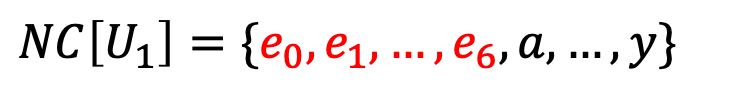 NC[U₁] = {e₀, e₁, …, e₆, a, …, y}